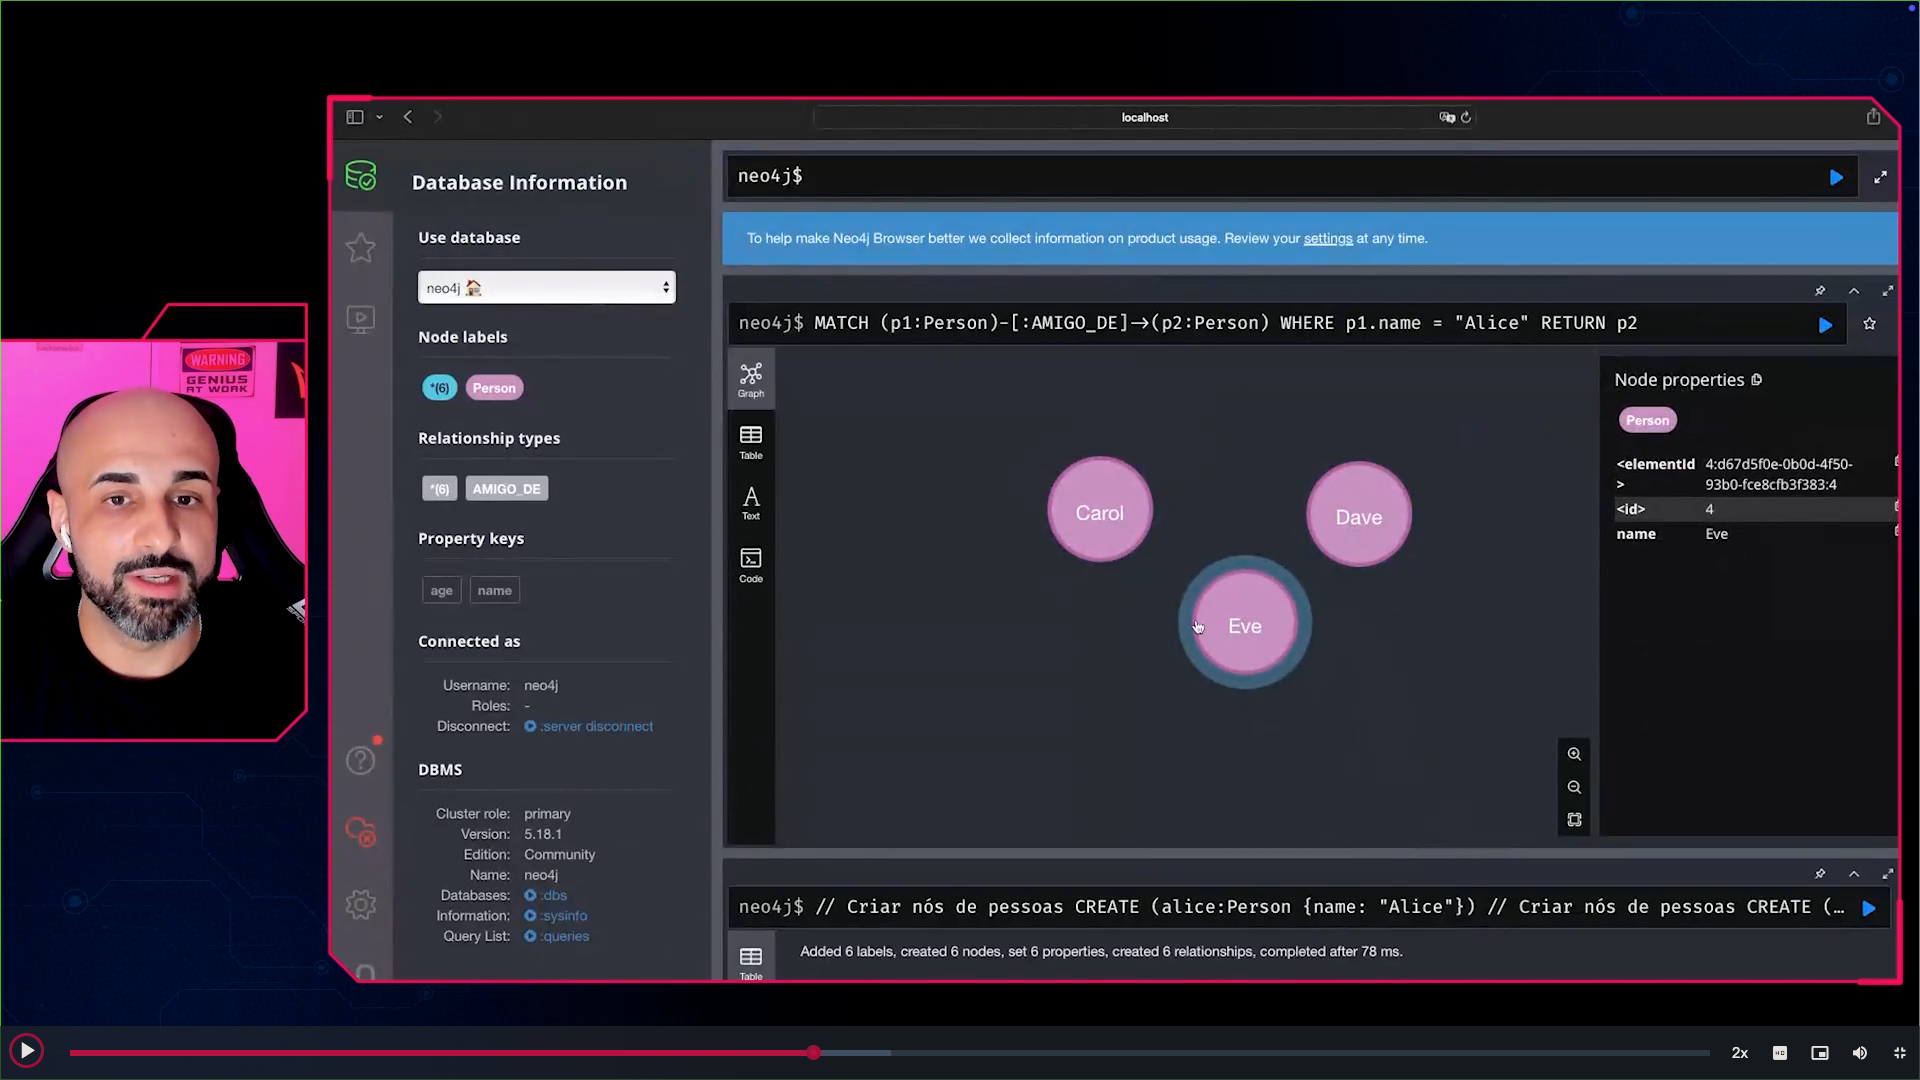 localhost
Database Information
Use database
neo4j
Node labels
*(6) Person
Relationship types
*(6) AMIGO_DE
Property keys
age name
Connected as
Username: neo4j
Roles: -
Disconnect: :server disconnect
DBMS
Cluster role: primary
Version: 5.18.1
Edition: Community
Name: neo4j
Databases: :dbs
Information: :sysinfo
Query List: :queries
neo4j$
To help make Neo4j Browser better we collect information on product usage. Review your settings at any time.
neo4j$ MATCH (p1:Person)-[:AMIGO_DE]→(p2:Person) WHERE p1.name = "Alice" RETURN p2
Graph
Table
Text
Code
Carol
Dave
Eve
Node properties
Person
<elementId
>
4:d67d5f0e-0b0d-4f50-
93b0-fce8cfb3f383:4
<id> 4
name Eve
neo4j$ // Criar nós de pessoas CREATE (alice:Person {name: "Alice"}) // Criar nós de pessoas CREATE (…
Table
Added 6 labels, created 6 nodes, set 6 properties, created 6 relationships, completed after 78 ms.
WARNING
GENIUS
AT WORK
2x